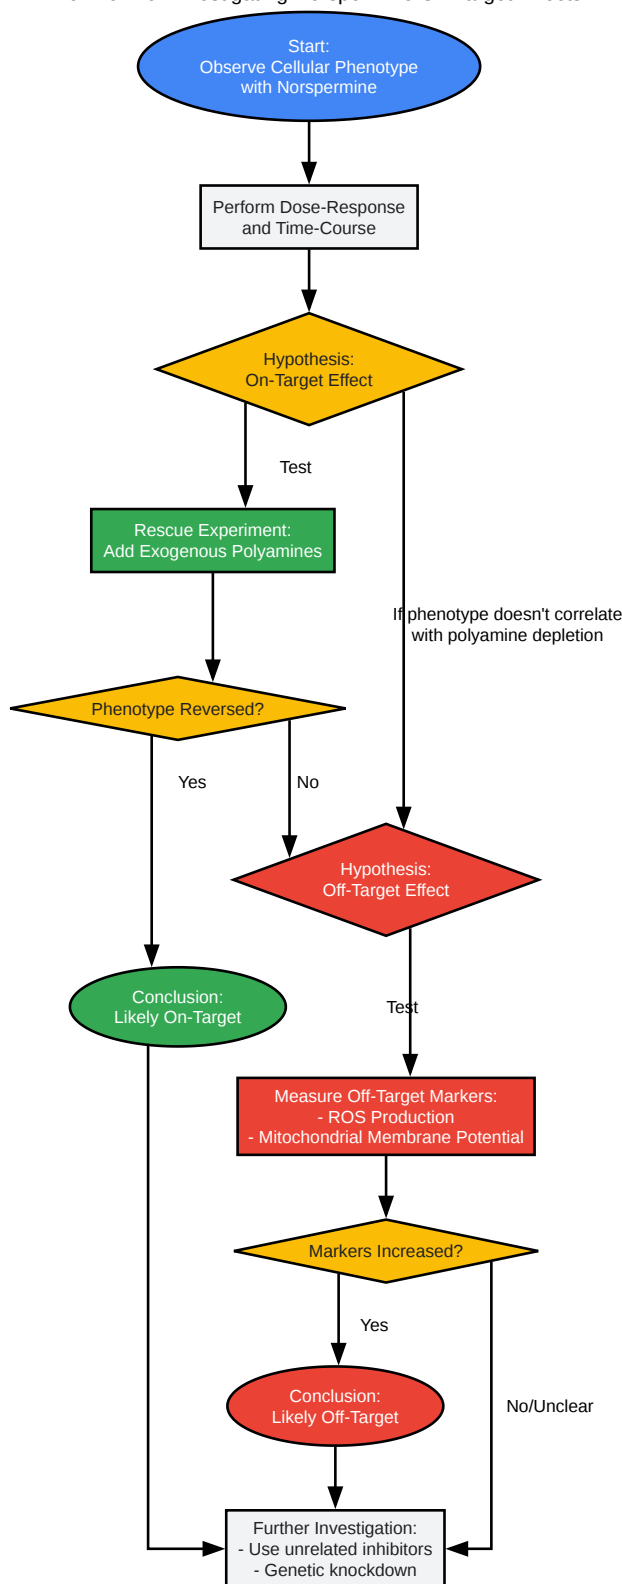 Start:
Observe Cellular Phenotype
with Norspermine
Perform Dose-Response
and Time-Course
Hypothesis:
On-Target Effect
Test
Rescue Experiment:
Add Exogenous Polyamines
If phenotype doesn't correlate
with polyamine depletion
Phenotype Reversed?
Yes
No
Hypothesis:
Off-Target Effect
Conclusion:
Likely On-Target
Test
Measure Off-Target Markers:
- ROS Production
- Mitochondrial Membrane Potential
Markers Increased?
Yes
Conclusion:
Likely Off-Target
No/Unclear
Further Investigation:
- Use unrelated inhibitors
- Genetic knockdown